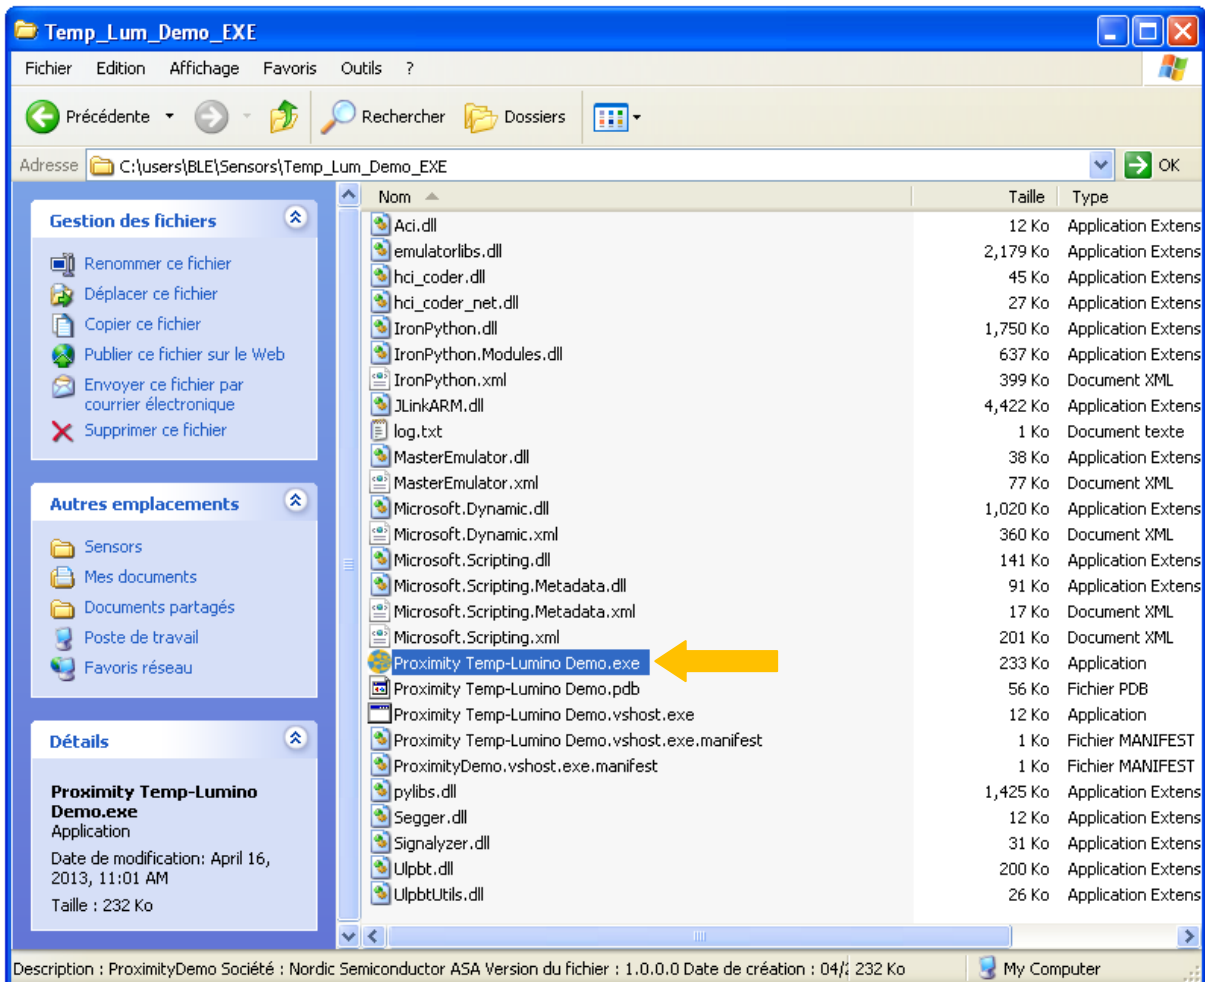 Temp_Lum_Demo_EXE
Fichier Edition Affichage Favoris Outils ?
Précédente Rechercher Dossiers
Adresse C:\users\BLE\Sensors\Temp_Lum_Demo_EXE OK
Gestion des fichiers
Renommer ce fichier
Déplacer ce fichier
Copier ce fichier
Publier ce fichier sur le Web
Envoyer ce fichier par
courrier électronique
Supprimer ce fichier
Autres emplacements
Sensors
Mes documents
Documents partagés
Poste de travail
Favoris réseau
Détails
Proximity Temp-Lumino
Demo.exe
Application
Date de modification: April 16,
2013, 11:01 AM
Taille : 232 Ko
Nom Taille Type
Aci.dll 12 Ko Application Extens
emulatorlibs.dll 2,179 Ko Application Extens
hci_coder.dll 45 Ko Application Extens
hci_coder_net.dll 27 Ko Application Extens
IronPython.dll 1,750 Ko Application Extens
IronPython.Modules.dll 637 Ko Application Extens
IronPython.xml 399 Ko Document XML
JLinkARM.dll 4,422 Ko Application Extens
log.txt 1 Ko Document texte
MasterEmulator.dll 38 Ko Application Extens
MasterEmulator.xml 77 Ko Document XML
Microsoft.Dynamic.dll 1,020 Ko Application Extens
Microsoft.Dynamic.xml 360 Ko Document XML
Microsoft.Scripting.dll 141 Ko Application Extens
Microsoft.Scripting.Metadata.dll 91 Ko Application Extens
Microsoft.Scripting.Metadata.xml 17 Ko Document XML
Microsoft.Scripting.xml 201 Ko Document XML
Proximity Temp-Lumino Demo.exe 233 Ko Application
Proximity Temp-Lumino Demo.pdb 56 Ko Fichier PDB
Proximity Temp-Lumino Demo.vshost.exe 12 Ko Application
Proximity Temp-Lumino Demo.vshost.exe.manifest 1 Ko Fichier MANIFEST
ProximityDemo.vshost.exe.manifest 1 Ko Fichier MANIFEST
pylibs.dll 1,425 Ko Application Extens
Segger.dll 12 Ko Application Extens
Signalyzer.dll 31 Ko Application Extens
Ulpbt.dll 200 Ko Application Extens
UlpbtUtils.dll 26 Ko Application Extens
Description : ProximityDemo Société : Nordic Semiconductor ASA Version du fichier : 1.0.0.0 Date de création : 04/2 232 Ko My Computer